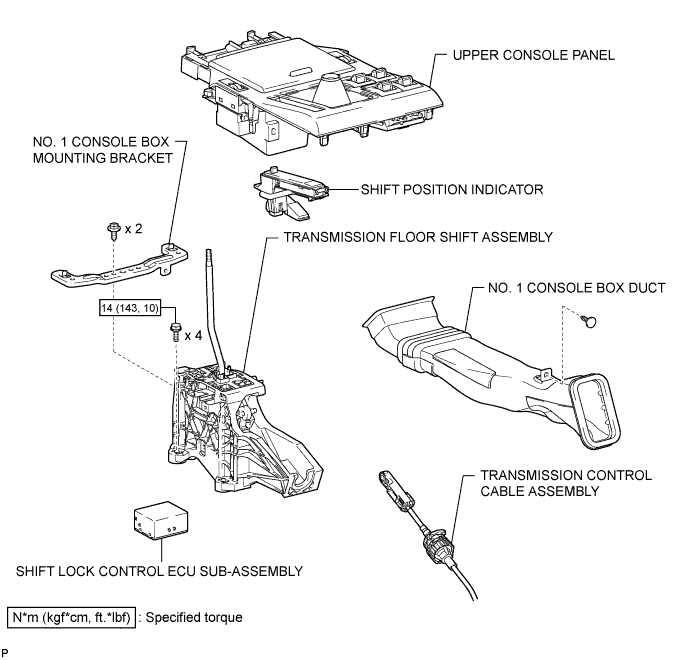 UPPER CONSOLE PANEL
NO. 1 CONSOLE BOX
MOUNTING BRACKET
SHIFT POSITION INDICATOR
x 2
TRANSMISSION FLOOR SHIFT ASSEMBLY
NO. 1 CONSOLE BOX DUCT
14 (143, 10)
x 4
TRANSMISSION CONTROL
CABLE ASSEMBLY
SHIFT LOCK CONTROL ECU SUB-ASSEMBLY
N*m (kgf*cm, ft.*lbf) : Specified torque
P